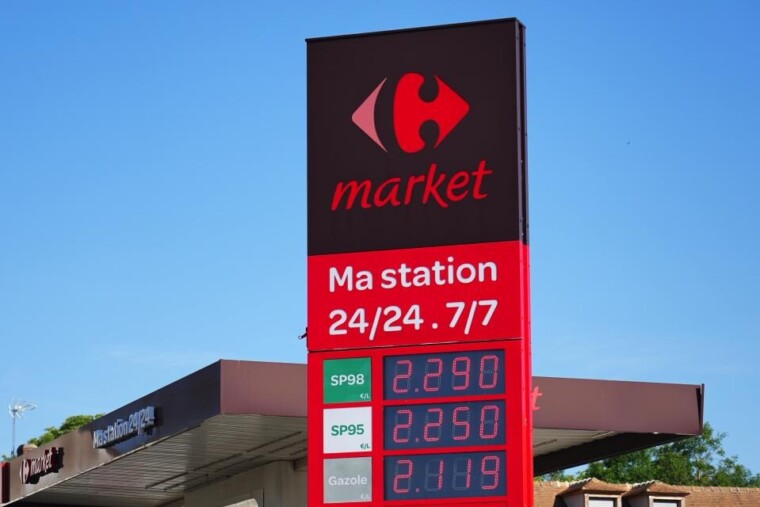 market
Ma station
24/24 . 7/7
SP98
€/L
2.290
SP95
€/L
2.250
Gazole
€/L
2.119
Ma station 24/24
market